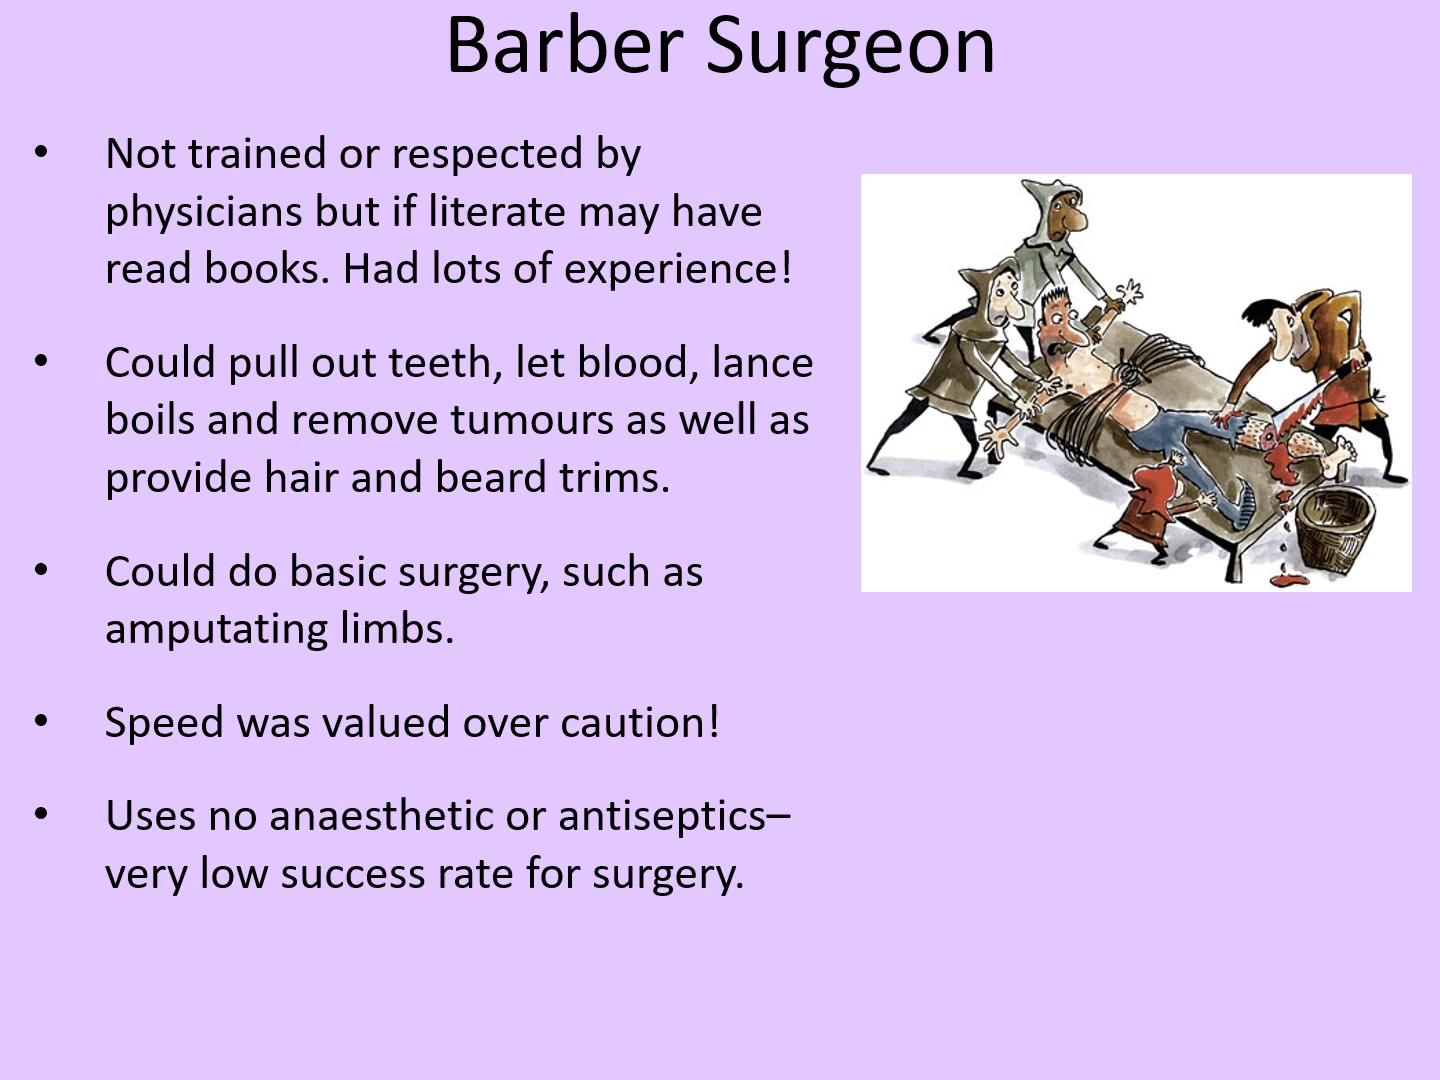 Barber Surgeon
• Not trained or respected by
physicians but if literate may have
read books. Had lots of experience!
• Could pull out teeth, let blood, lance
boils and remove tumours as well as
provide hair and beard trims.
• Could do basic surgery, such as
amputating limbs.
• Speed was valued over caution!
• Uses no anaesthetic or antiseptics–
very low success rate for surgery.